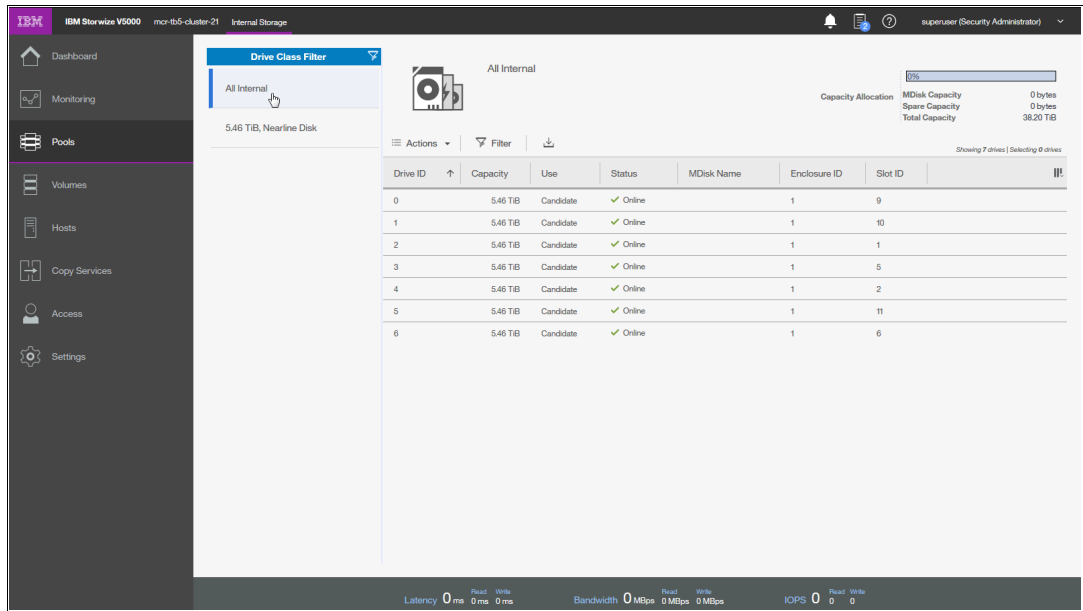 IBM IBM Storwize V5000 mcr-tb5-cluster-21 Internal Storage 2 ? superuser (Security Administrator)
Dashboard
Monitoring
Pools
Volumes
Hosts
Copy Services
Access
Settings
Drive Class Filter
All Internal
5.46 TiB, Nearline Disk
All Internal
0%
Capacity Allocation
MDisk Capacity 0 bytes
Spare Capacity 0 bytes
Total Capacity 38.20 TiB
Actions Filter
Showing 7 drives | Selecting 0 drives
Drive ID Capacity Use Status MDisk Name Enclosure ID Slot ID
0 5.46 TiB Candidate Online 1 9
1 5.46 TiB Candidate Online 1 10
2 5.46 TiB Candidate Online 1 1
3 5.46 TiB Candidate Online 1 5
4 5.46 TiB Candidate Online 1 2
5 5.46 TiB Candidate Online 1 11
6 5.46 TiB Candidate Online 1 6
Read Write Read Write Read Write
Latency 0 ms 0 ms 0 ms Bandwidth 0 MBps 0 MBps 0 MBps IOPS 0 0 0